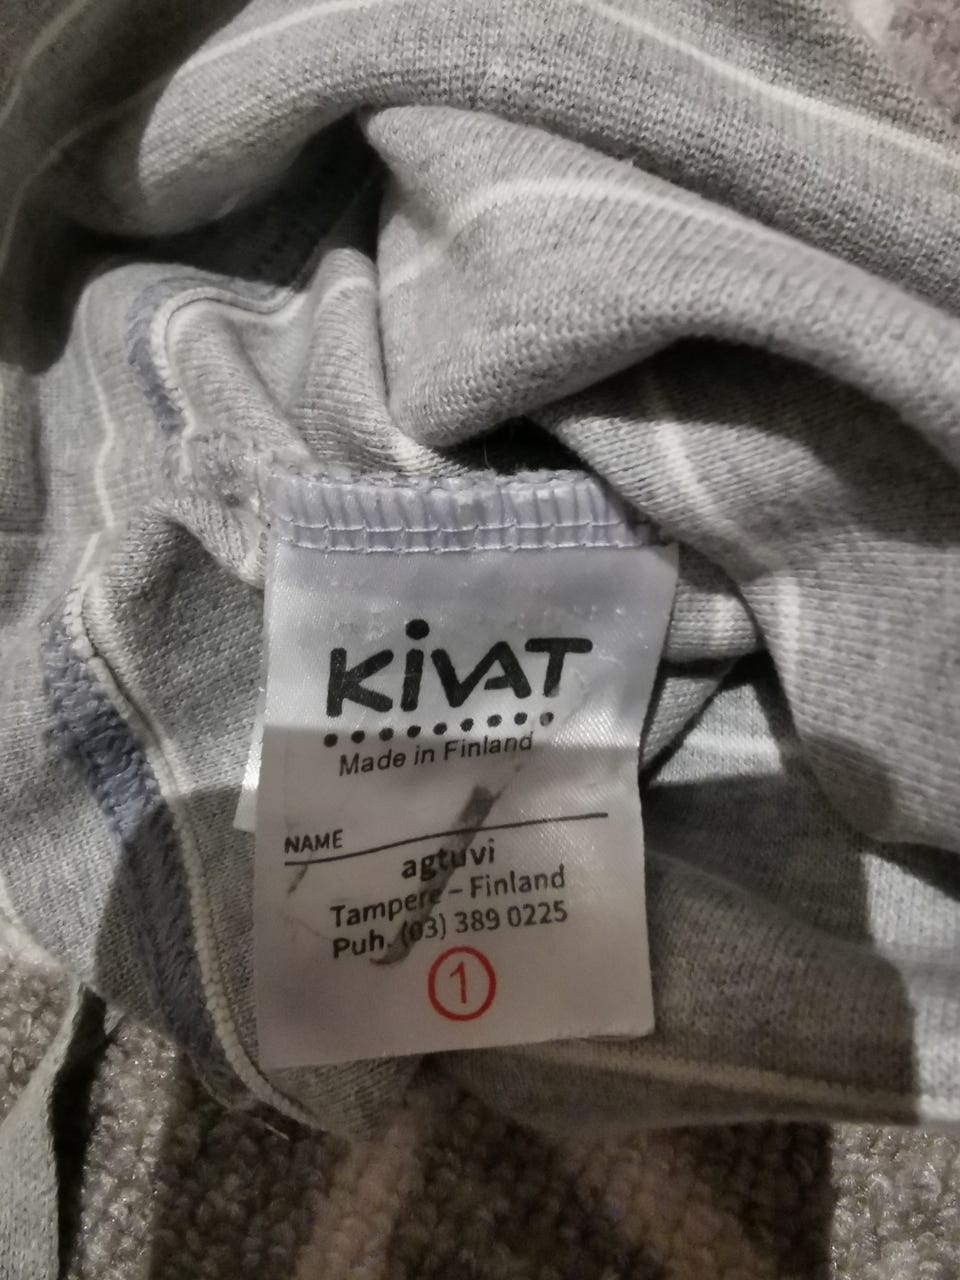 KiVAT
Made in Finland
NAME
agtuvi
Tampere – Finland
Puh. (03) 389 0225
1